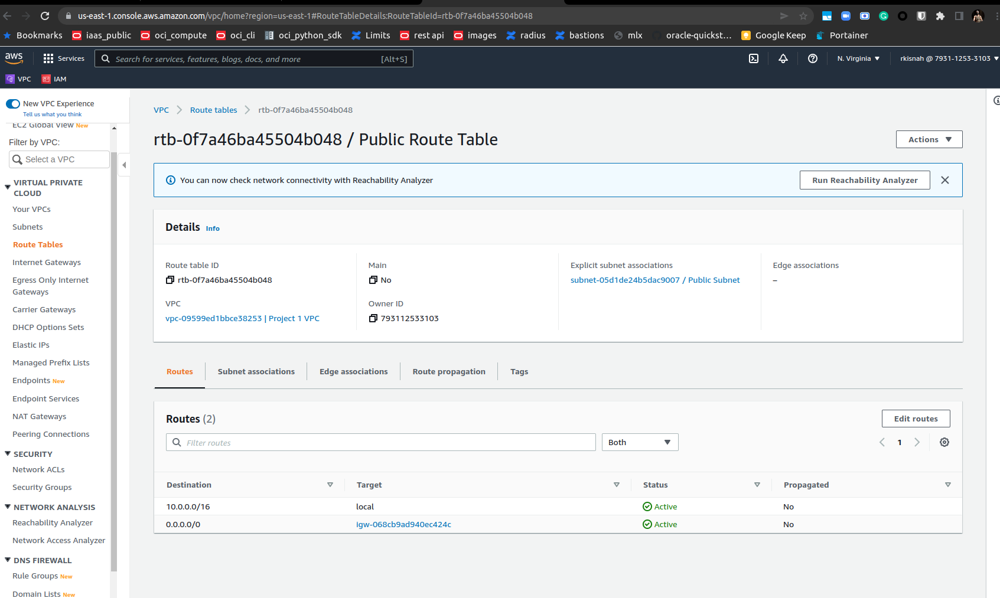 us-east-1.console.aws.amazon.com/vpc/home?region=us-east-1#RouteTableDetails:RouteTableId=rtb-0f7a46ba45504b048
Bookmarks iaas_public oci_compute oci_cli oci_python_sdk Limits rest api images radius bastions mlx oracle-quickst... Google Keep Portainer
aws Services Search for services, features, blogs, docs, and more [Alt+S] N. Virginia rkisnah @ 7931-1253-3103
VPC IAM
New VPC Experience
Tell us what you think
EC2 Global View New
Filter by VPC:
Select a VPC
VIRTUAL PRIVATE
CLOUD
Your VPCs
Subnets
Route Tables
Internet Gateways
Egress Only Internet
Gateways
Carrier Gateways
DHCP Options Sets
Elastic IPs
Managed Prefix Lists
Endpoints New
Endpoint Services
NAT Gateways
Peering Connections
SECURITY
Network ACLs
Security Groups
NETWORK ANALYSIS
Reachability Analyzer
Network Access Analyzer
DNS FIREWALL
Rule Groups New
Domain Lists New
VPC Route tables rtb-0f7a46ba45504b048
rtb-0f7a46ba45504b048 / Public Route Table
Actions
You can now check network connectivity with Reachability Analyzer
Run Reachability Analyzer
Details Info
Route table ID
rtb-0f7a46ba45504b048
Main
No
Explicit subnet associations
subnet-05d1de24b5dac9007 / Public Subnet
Edge associations
–
VPC
vpc-09599ed1bbce38253 | Project 1 VPC
Owner ID
793112533103
Routes Subnet associations Edge associations Route propagation Tags
Routes (2)
Edit routes
Filter routes
Both
1
Destination Target Status Propagated
10.0.0.0/16 local Active No
0.0.0.0/0 igw-068cb9ad940ec424c Active No